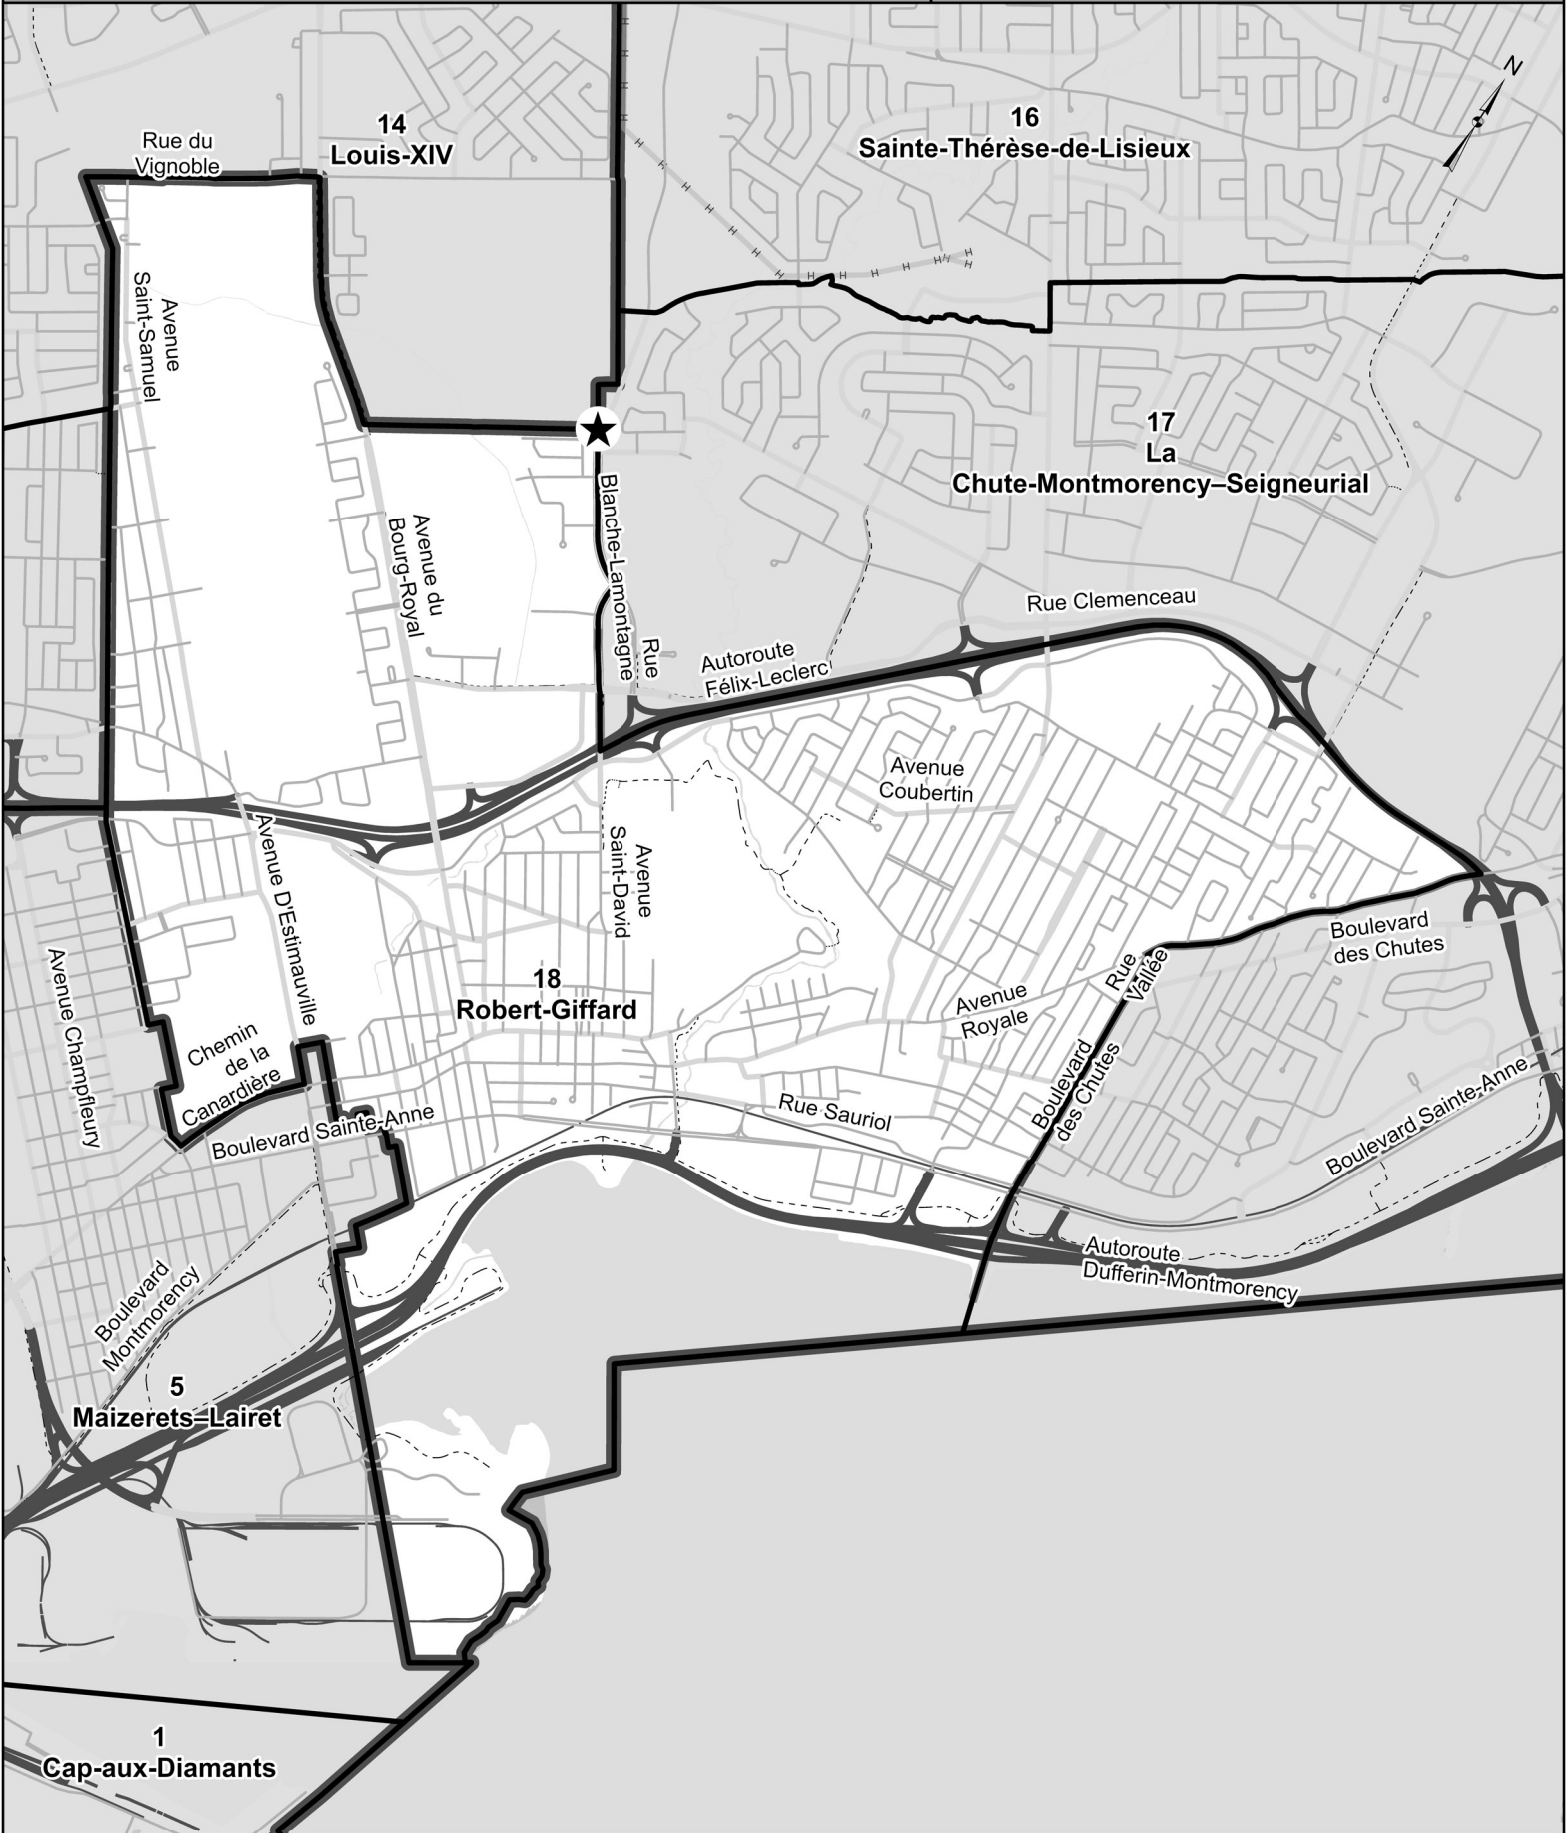 N
14
Louis-XIV
16
Sainte-Thérèse-de-Lisieux
Rue du
Vignoble
H H H H H H H H H H H H H H H H H
Avenue
Saint-Samuel
17
La
Chute-Montmorency–Seigneurial
Avenue du
Bourg-Royal
Rue
Blanche-Lamontagne
Rue Clemenceau
Autoroute
Félix-Leclerc
Avenue
Coubertin
Avenue
Saint-David
Avenue D'Estimauville
Boulevard
des Chutes
Avenue Champfleury
18
Robert-Giffard
Rue
Vallée
Avenue
Royale
Chemin
de la
Canardière
Boulevard
des Chutes
Boulevard Sainte-Anne
Rue Sauriol
Boulevard Sainte-Anne
Autoroute
Dufferin-Montmorency
Boulevard
Montmorency
5
Maizerets–Lairet
1
Cap-aux-Diamants